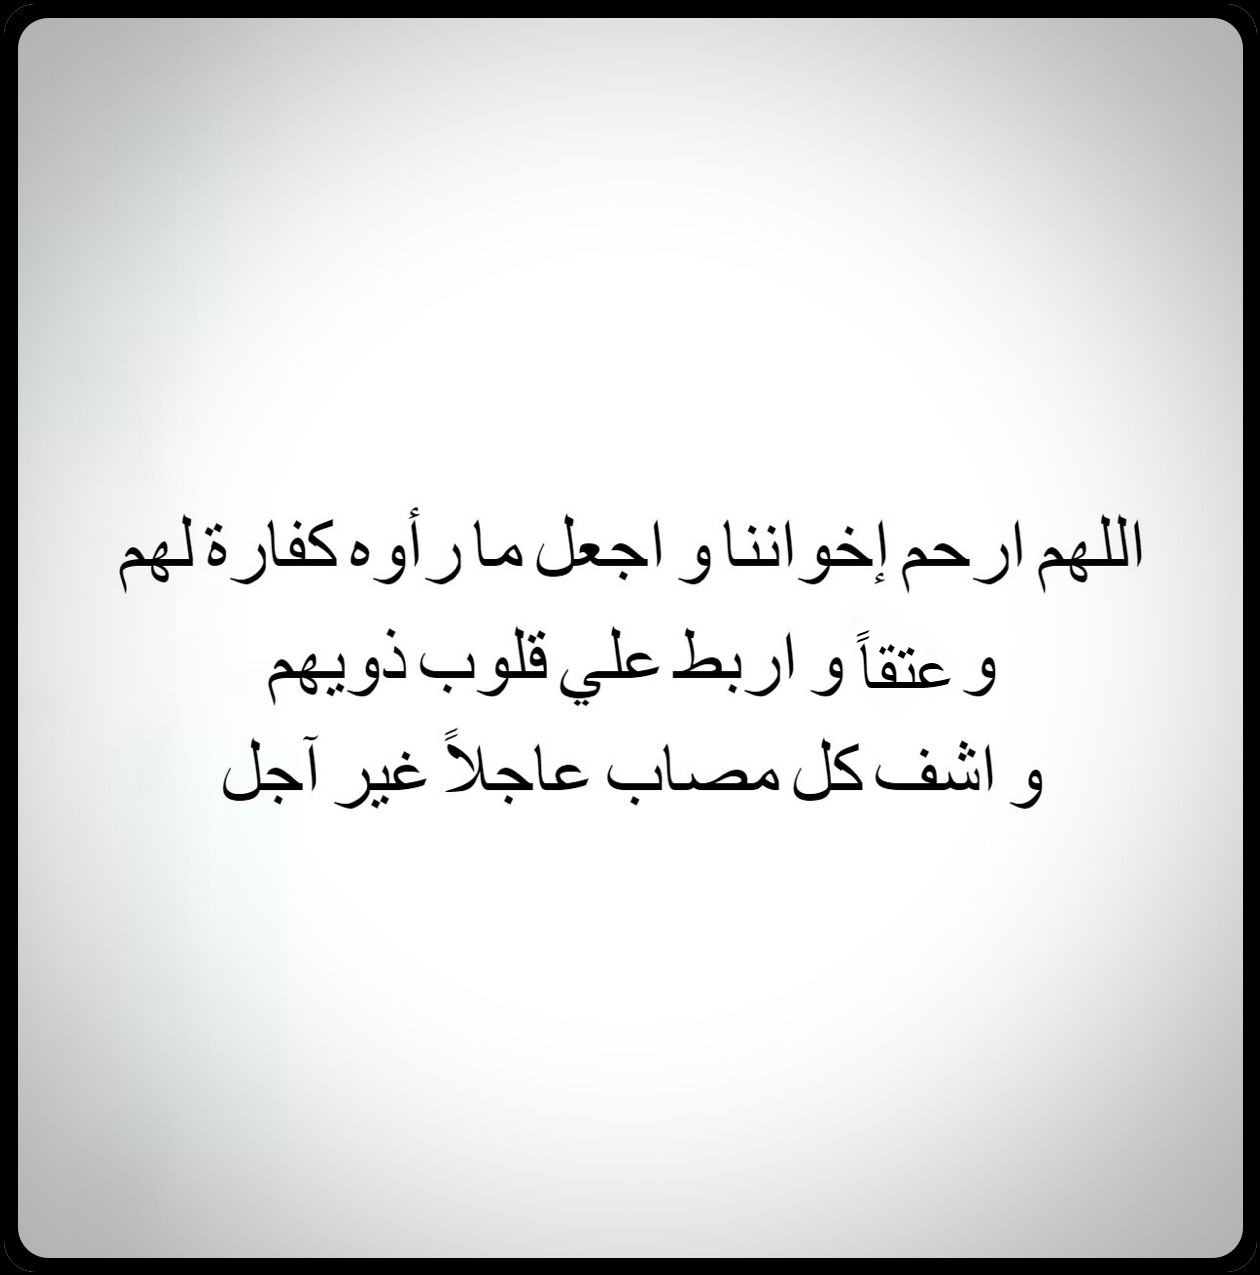 اللهم ارحم إخواننا و اجعل ما رأوه كفارة لهم
و عتقاً و اربط علي قلوب ذويهم
و اشف كل مصاب عاجلاً غير آجل